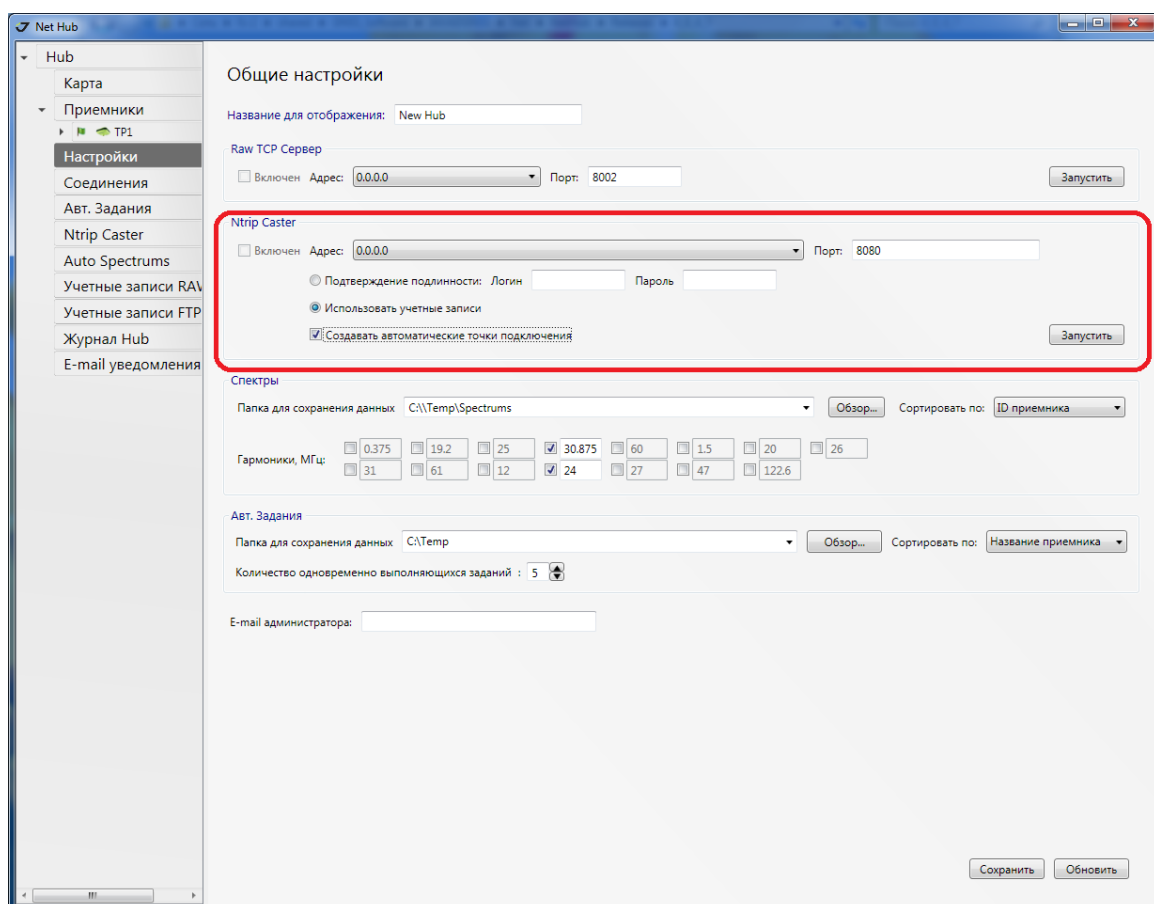 Net Hub
Hub
Карта
Приемники
TP1
Настройки
Соединения
Авт. Задания
Ntrip Caster
Auto Spectrums
Учетные записи RAW
Учетные записи FTP
Журнал Hub
E-mail уведомления
Общие настройки
Название для отображения: New Hub
Raw TCP Сервер
Включен Адрес: 0.0.0.0 Порт: 8002 Запустить
Ntrip Caster
Включен Адрес: 0.0.0.0 Порт: 8080
Подтверждение подлинности: Логин Пароль
Использовать учетные записи
Создавать автоматические точки подключения Запустить
Спектры
Папка для сохранения данных C:\\Temp\Spectrums Обзор... Сортировать по: ID приемника
Гармоники, МГц:
0.375 19.2 25 30.875 60 1.5 20 26
31 61 12 24 27 47 122.6
Авт. Задания
Папка для сохранения данных C:\Temp Обзор... Сортировать по: Название приемника
Количество одновременно выполняющихся заданий : 5
E-mail администратора:
Сохранить Обновить